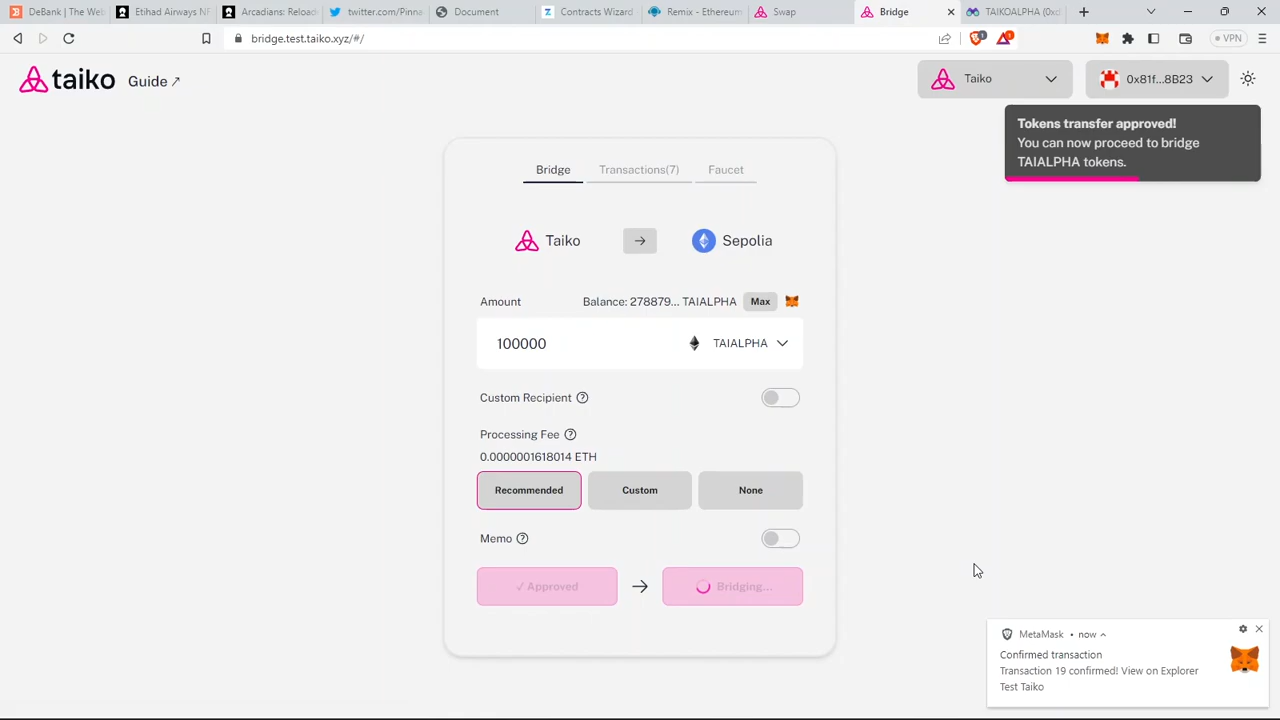 DeBank | The Web
Etihad Airways NF
Arcadians: Reload
twitter.com/Pinna
Document
Contracts Wizard
Remix - Ethereum
Swap
Bridge
TAIKOALPHA (0xd
bridge.test.taiko.xyz/#/
1
1
VPN
taiko
Guide ↗
Taiko
0x81f...8B23
Tokens transfer approved!
You can now proceed to bridge
TAIALPHA tokens.
Bridge
Transactions(7)
Faucet
Taiko
→
Sepolia
Amount
Balance: 278879... TAIALPHA
Max
100000
TAIALPHA
Custom Recipient ?
Processing Fee ?
0.0000001618014 ETH
Recommended
Custom
None
Memo ?
✓ Approved
→
Bridging...
MetaMask • now
Confirmed transaction
Transaction 19 confirmed! View on Explorer
Test Taiko